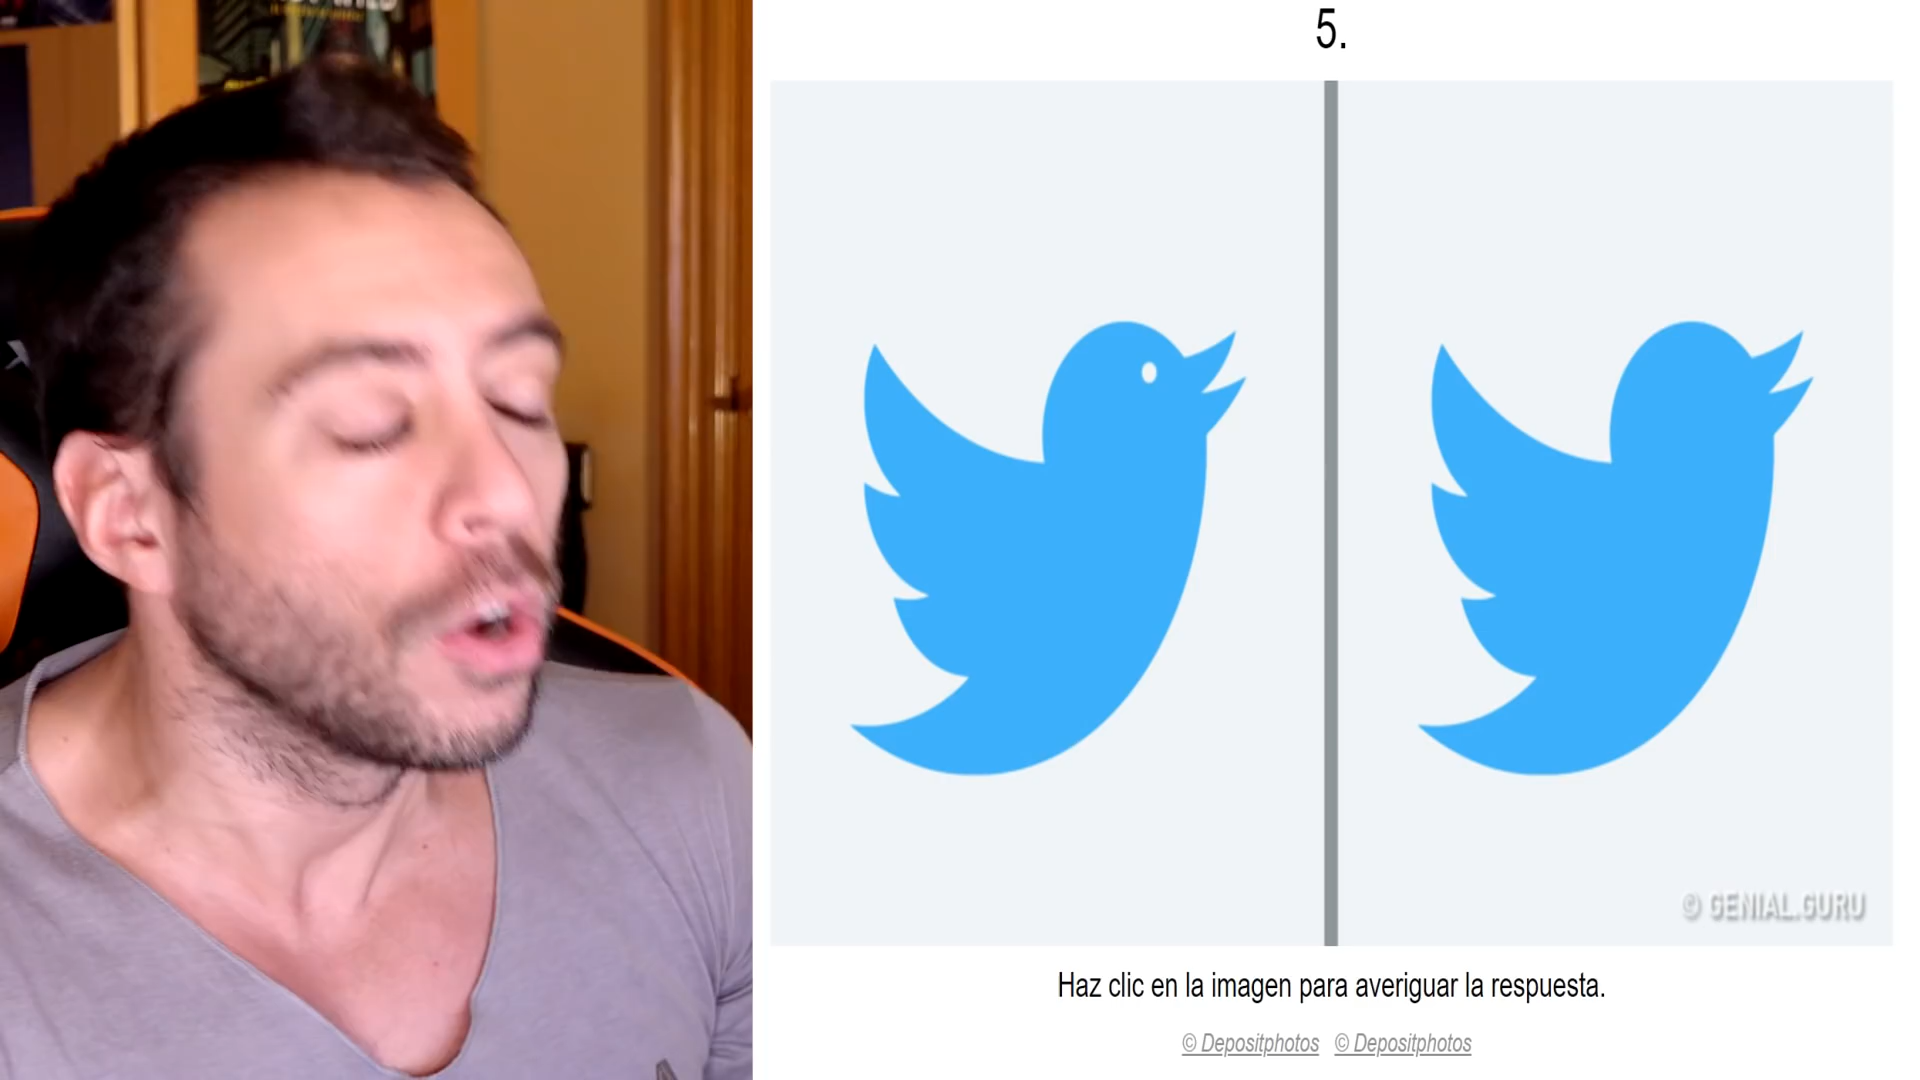 5.
© GENIAL.GURU
Haz clic en la imagen para averiguar la respuesta.
© Depositphotos © Depositphotos